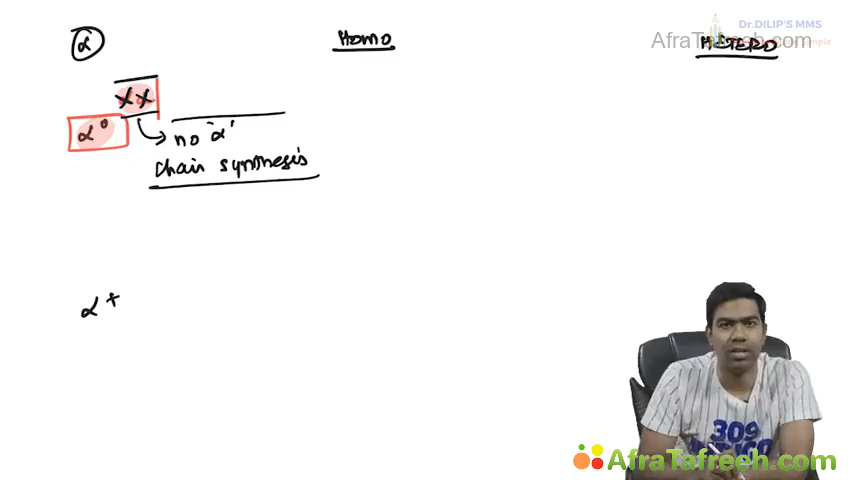 α
Homo
HETERO
Dr.DILIP'S MMS
AfraTafreeh.com
XX
α°
no "α'
chain synthesis
α+
309
AfraTafreeh.com